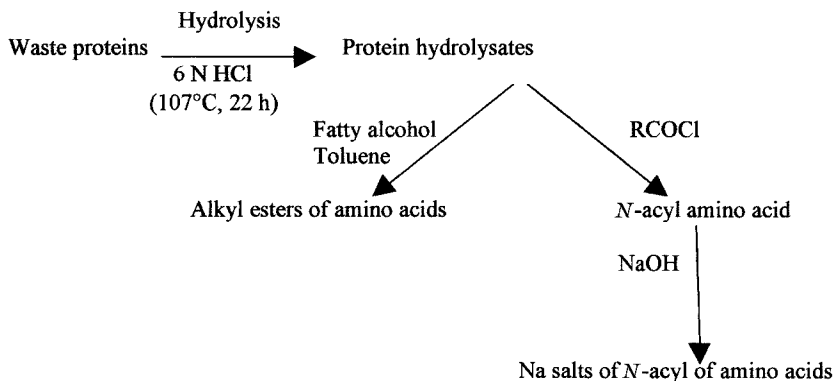 Hydrolysis
Waste proteins
Protein hydrolysates
6 N HCl
(107°C, 22 h)
Fatty alcohol
Toluene
RCOCl
Alkyl esters of amino acids
N-acyl amino acid
NaOH
Na salts of N-acyl of amino acids